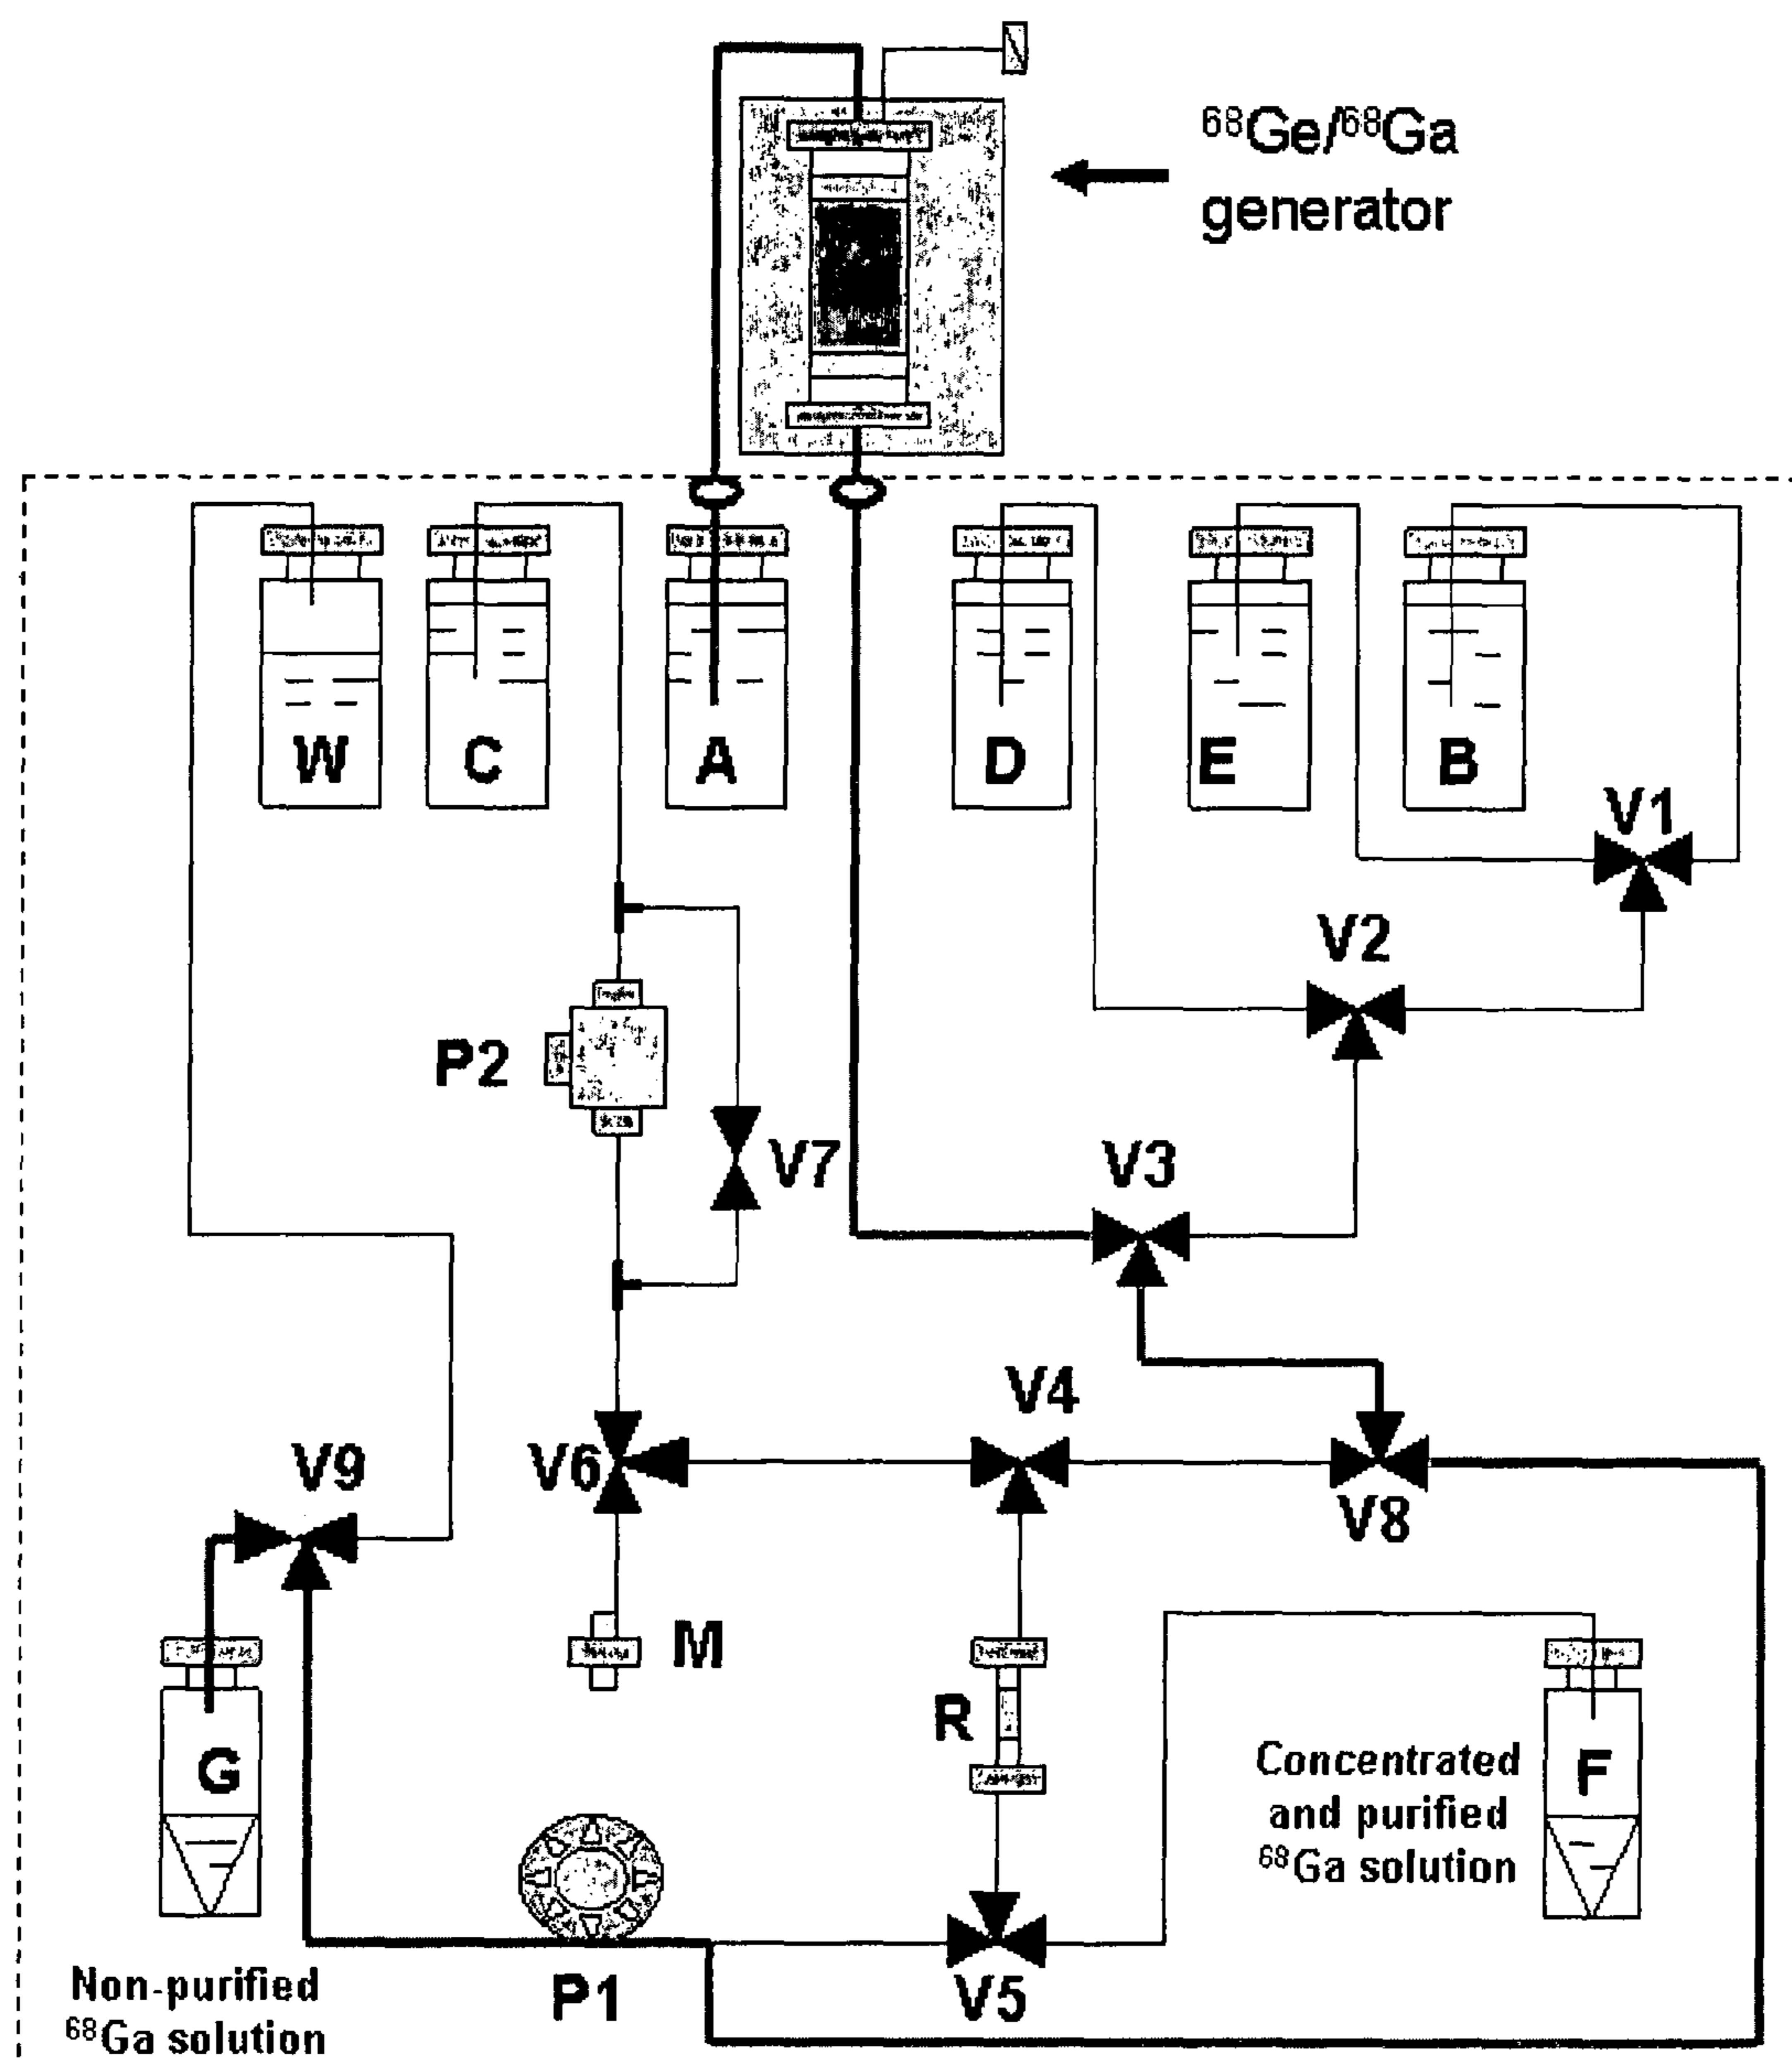 ⁶⁸Ge/⁶⁸Ga
generator
W
C
A
D
E
B
V1
V2
P2
V7
V3
V4
V6
V9
V8
M
R
G
F
Concentrated
and purified
⁶⁸Ga solution
P1
V5
Non-purified
⁶⁸Ga solution